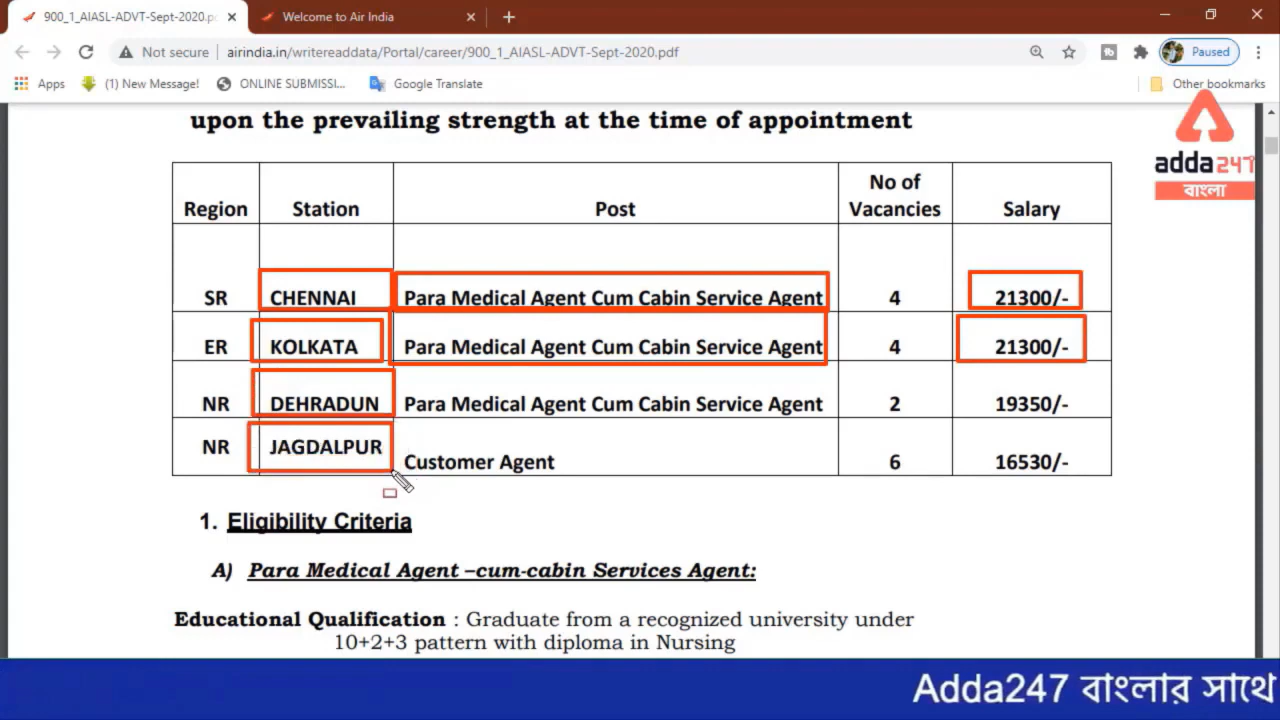 900_1_AIASL-ADVT-Sept-2020.pd
Welcome to Air India
Not secure
airindia.in/writereaddata/Portal/career/900_1_AIASL-ADVT-Sept-2020.pdf
Paused
Apps
(1) New Message!
ONLINE SUBMISSI...
Google Translate
Other bookmarks
upon the prevailing strength at the time of appointment
adda247
বাংলা
Region Station Post No of Vacancies Salary
SR CHENNAI Para Medical Agent Cum Cabin Service Agent 4 21300/-
ER KOLKATA Para Medical Agent Cum Cabin Service Agent 4 21300/-
NR DEHRADUN Para Medical Agent Cum Cabin Service Agent 2 19350/-
NR JAGDALPUR Customer Agent 6 16530/-
1. Eligibility Criteria
A) Para Medical Agent –cum-cabin Services Agent:
Educational Qualification : Graduate from a recognized university under
10+2+3 pattern with diploma in Nursing
Adda247 বাংলার সাথে